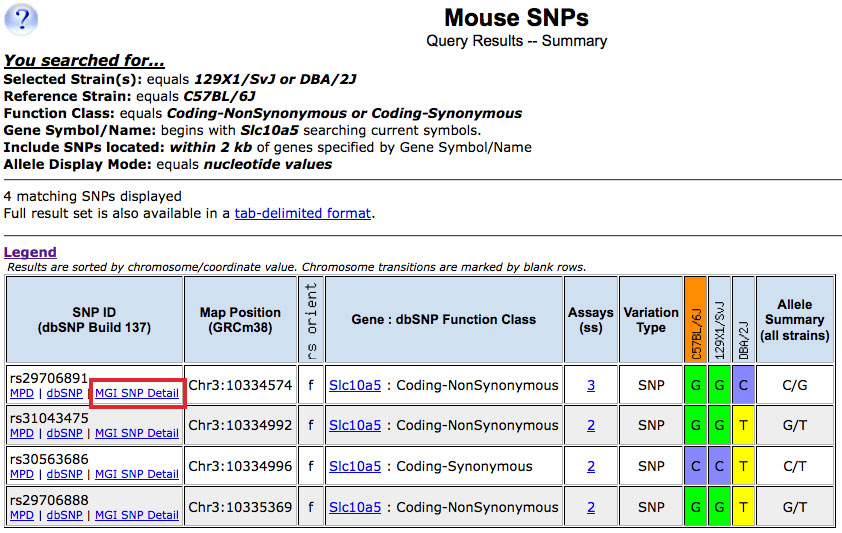 ?
Mouse SNPs
Query Results -- Summary
You searched for...
Selected Strain(s): equals 129X1/SvJ or DBA/2J
Reference Strain: equals C57BL/6J
Function Class: equals Coding-NonSynonymous or Coding-Synonymous
Gene Symbol/Name: begins with Slc10a5 searching current symbols.
Include SNPs located: within 2 kb of genes specified by Gene Symbol/Name
Allele Display Mode: equals nucleotide values
4 matching SNPs displayed
Full result set is also available in a tab-delimited format.
Legend
Results are sorted by chromosome/coordinate value. Chromosome transitions are marked by blank rows.
SNP ID
(dbSNP Build 137)
Map Position
(GRCm38)
rs orient
Gene : dbSNP Function Class
Assays
(ss)
Variation
Type
C57BL/6J
129X1/SvJ
DBA/2J
Allele
Summary
(all strains)
rs29706891
MPD | dbSNP | MGI SNP Detail
Chr3:10334574 f Slc10a5 : Coding-NonSynonymous 3 SNP G G C C/G
rs31043475
MPD | dbSNP | MGI SNP Detail
Chr3:10334992 f Slc10a5 : Coding-NonSynonymous 2 SNP G G T G/T
rs30563686
MPD | dbSNP | MGI SNP Detail
Chr3:10334996 f Slc10a5 : Coding-Synonymous 2 SNP C C T C/T
rs29706888
MPD | dbSNP | MGI SNP Detail
Chr3:10335369 f Slc10a5 : Coding-NonSynonymous 2 SNP G G T G/T